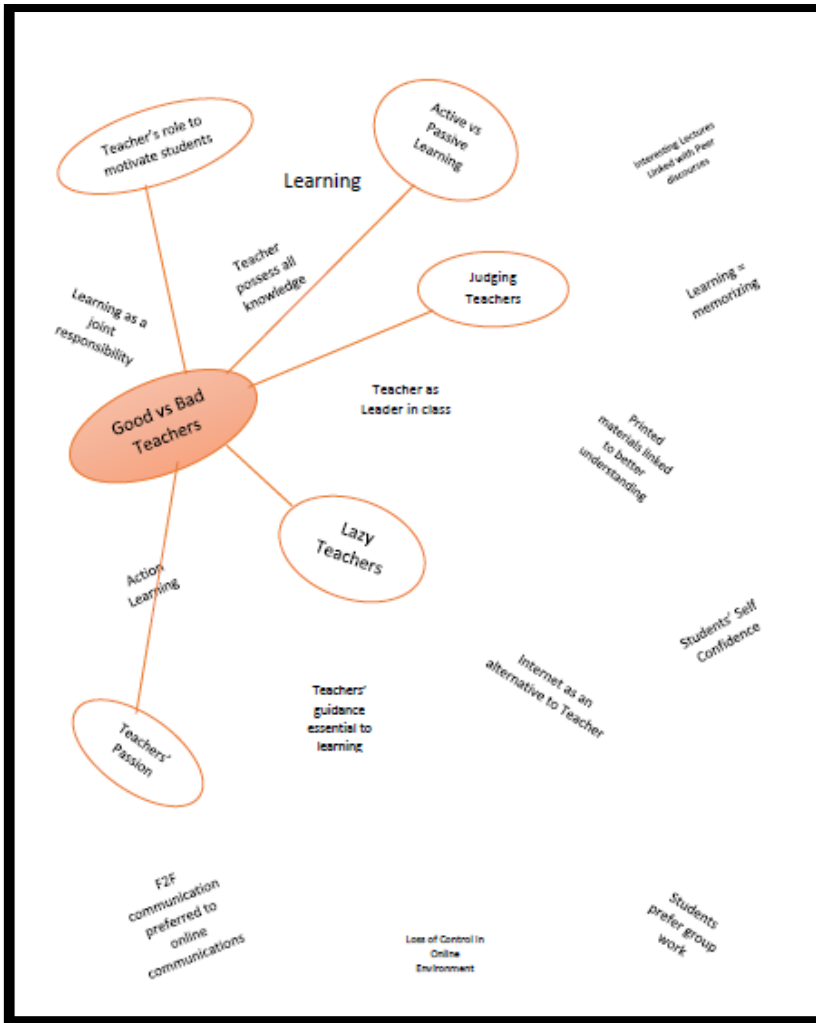 Teacher's role to
motivate students
Active vs
Passive
Learning
Interesting Lectures
Linked with Peer
discourses
Learning
Teacher
possess all
knowledge
Judging
Teachers
Learning =
memorizing
Learning as a
joint
responsibility
Good vs Bad
Teachers
Teacher as
Leader in class
Printed
materials linked
to better
understanding
Lazy
Teachers
Action
Learning
Students' Self
Confidence
Internet as an
alternative to Teacher
Teachers'
guidance
essential to
learning
Teachers'
Passion
F2F
communication
preferred to
online
communications
Loss of Control in
Online
Environment
Students
prefer group
work